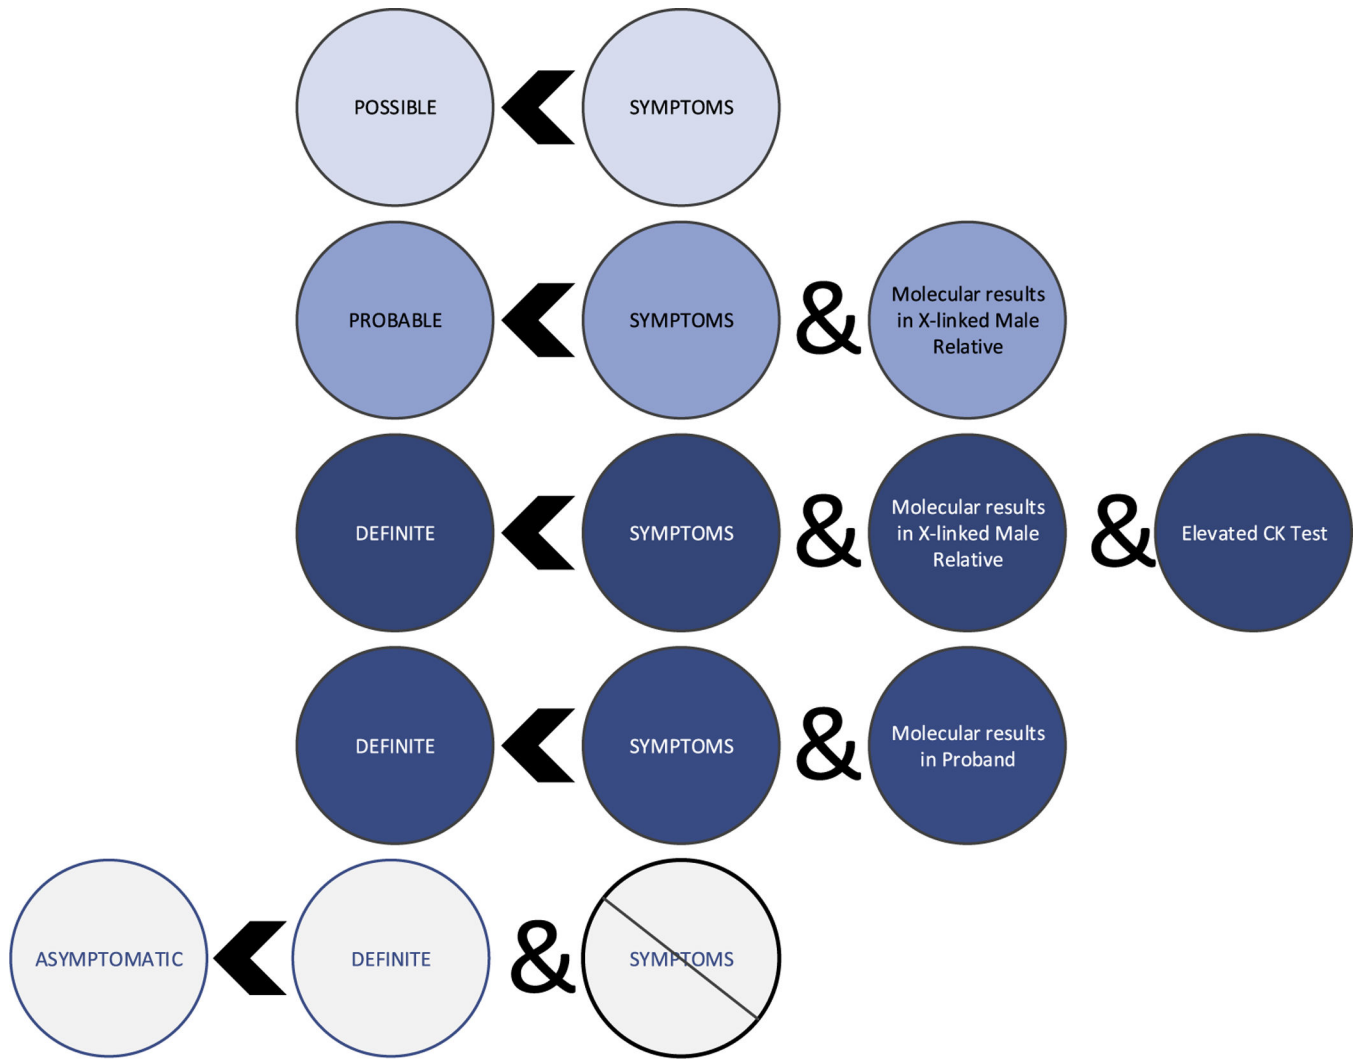 POSSIBLE
SYMPTOMS
PROBABLE
SYMPTOMS
&
Molecular results
in X-linked Male
Relative
DEFINITE
SYMPTOMS
&
Molecular results
in X-linked Male
Relative
&
Elevated CK Test
DEFINITE
SYMPTOMS
&
Molecular results
in Proband
ASYMPTOMATIC
DEFINITE
&
SYMPTOMS